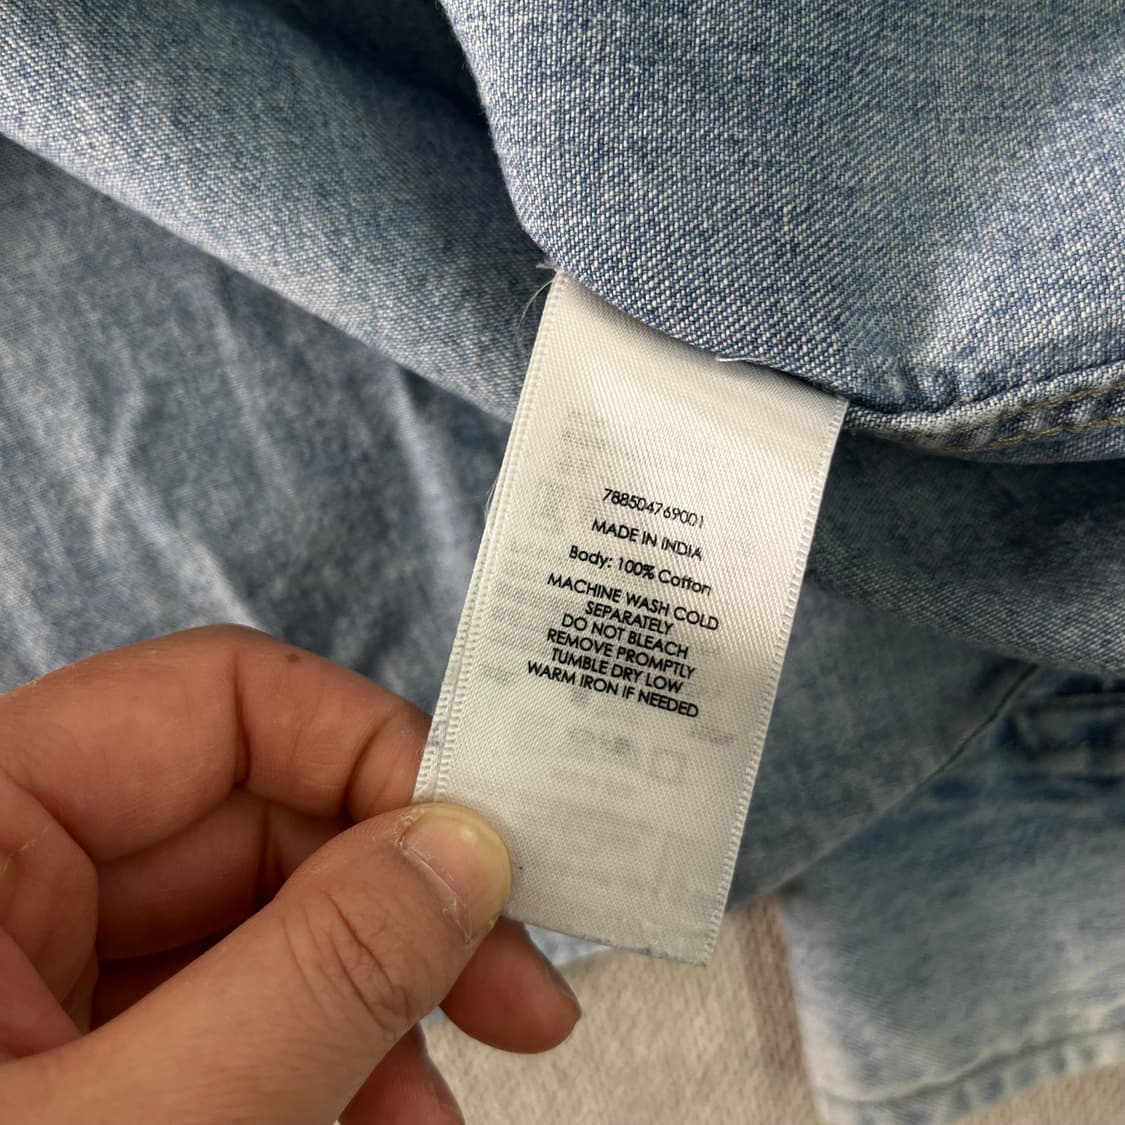 788504769001
MADE IN INDIA
Body: 100% Cotton
MACHINE WASH COLD
SEPARATELY
DO NOT BLEACH
REMOVE PROMPTLY
TUMBLE DRY LOW
WARM IRON IF NEEDED